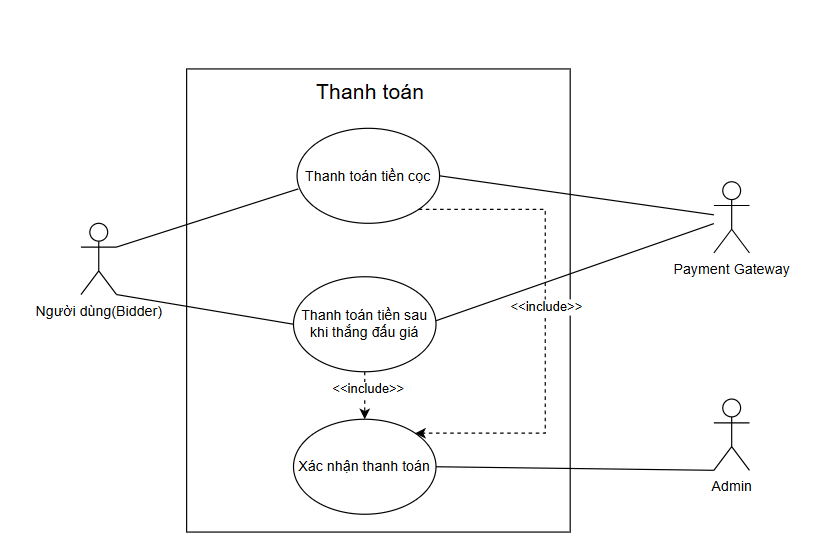 Thanh toán
Thanh toán tiền cọc
Payment Gateway
Người dùng(Bidder)
Thanh toán tiền sau
khi thắng đấu giá
<<include>>
<<include>>
Xác nhận thanh toán
Admin